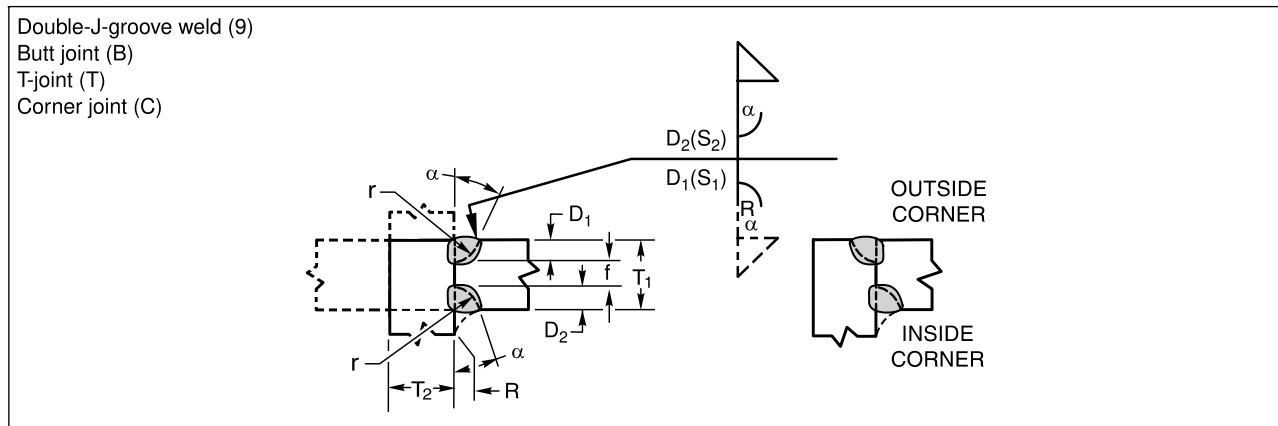 Double-J-groove weld (9)
Butt joint (B)
T-joint (T)
Corner joint (C)
α
D₂(S₂)
D₁(S₁)
R
α
α
r
D₁
f
T₁
D₂
r
α
T₂
R
OUTSIDE
CORNER
INSIDE
CORNER